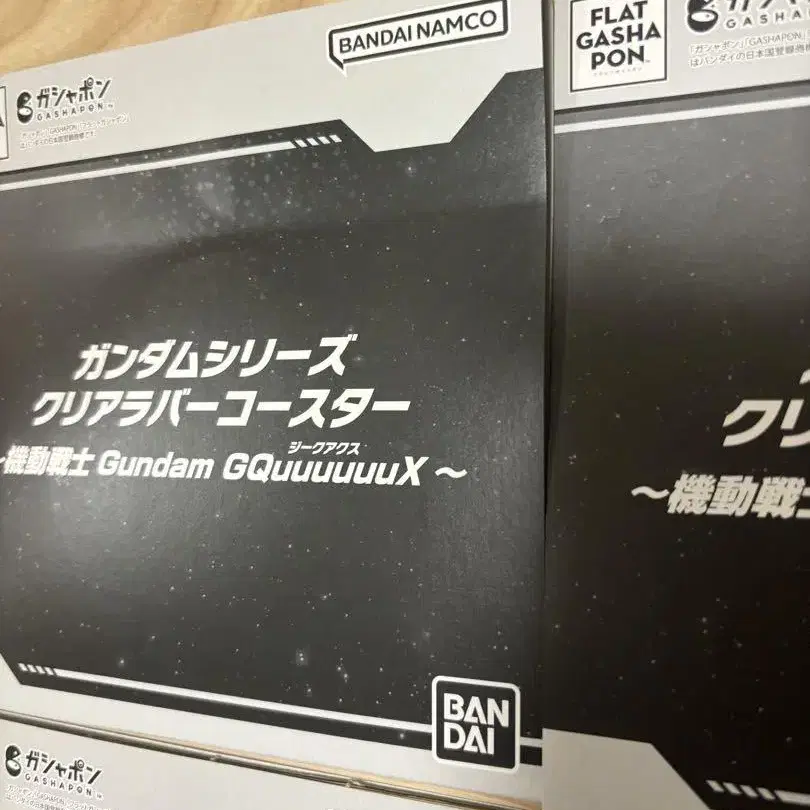 BANDAI NAMCO
ガシャポン
GASHAPON™
ガンダムシリーズ
クリアラバーコースター
ジークアクス
~機動戦士 Gundam GQuuuuuuX~
BAN
DAI
FLAT
GASHA
PON™
ガシャポ
GASHAPON
「ガシャポン」「GASHAPON」
はバンダイの日本国登録商標
クリ
~機動戦士
ガシャポン
GASHAPON™